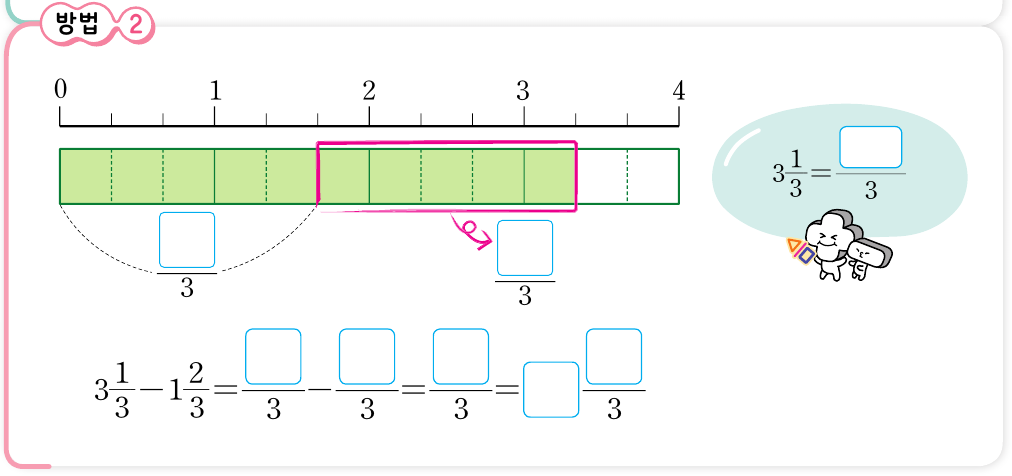 방법 2
0 1 2 3 4
3 1/3 = □/3
□/3
□/3
3 1/3 − 1 2/3 = □/3 − □/3 = □/3 = □ □/3